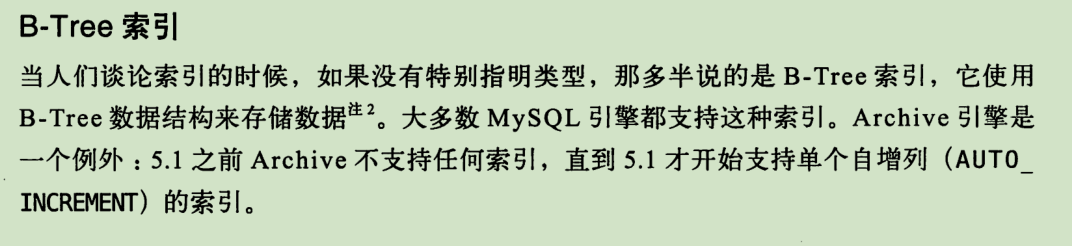 B-Tree 索引
当人们谈论索引的时候，如果没有特别指明类型，那多半说的是 B-Tree 索引，它使用
B-Tree 数据结构来存储数据注2。大多数 MySQL 引擎都支持这种索引。Archive 引擎是
一个例外：5.1 之前 Archive 不支持任何索引，直到 5.1 才开始支持单个自增列（AUTO_
INCREMENT）的索引。